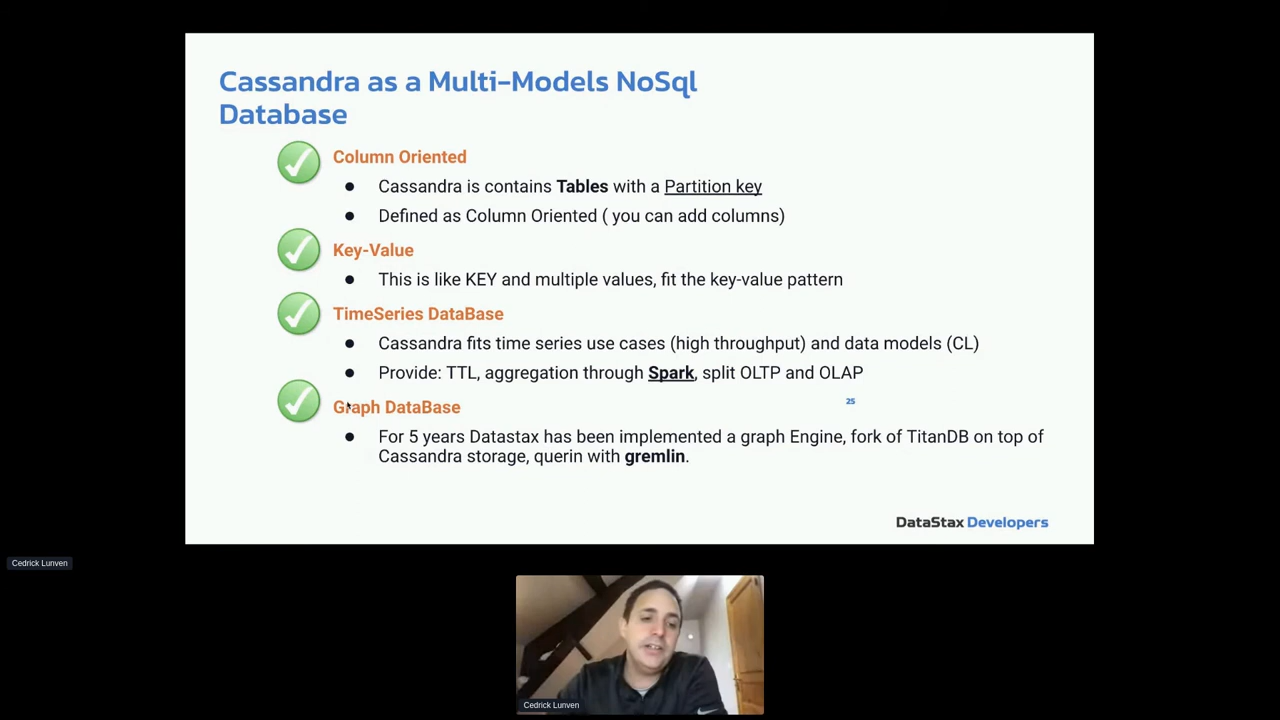 Cassandra as a Multi-Models NoSql
Database
Column Oriented
● Cassandra is contains Tables with a Partition key
● Defined as Column Oriented ( you can add columns)
Key-Value
● This is like KEY and multiple values, fit the key-value pattern
TimeSeries DataBase
● Cassandra fits time series use cases (high throughput) and data models (CL)
● Provide: TTL, aggregation through Spark, split OLTP and OLAP
Graph DataBase
25
● For 5 years Datastax has been implemented a graph Engine, fork of TitanDB on top of
Cassandra storage, querin with gremlin.
DataStax Developers
Cedrick Lunven
Cedrick Lunven